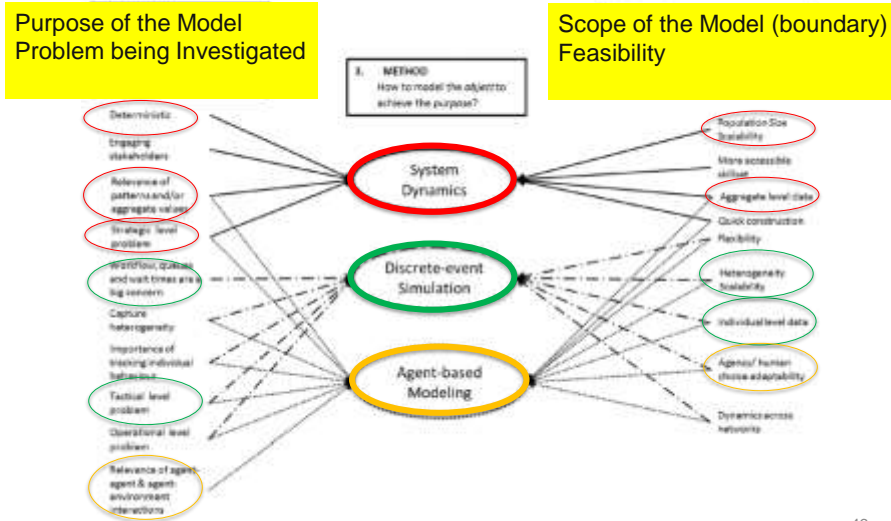 Purpose of the Model
Problem being Investigated
Scope of the Model (boundary)
Feasibility
METHOD
How to model the object to
achieve the purpose?
Deterministic
Engaging
stakeholders
Relevance of
patterns and/or
aggregate values
Strategic level
problem
Workflow, queues
and wait times are a
big concern
Capture
heterogeneity
Importance of
tracking individual
behaviour
Tactical level
problem
Operational level
problem
Relevance of agent-
agent & agent-
environment
interactions
System
Dynamics
Discrete-event
Simulation
Agent-based
Modeling
Population Size
Scalability
More accessible
skillset
Aggregate level data
Quick construction
Flexibility
Heterogeneity
Scalability
Individual level data
Agency/ human
choice adaptability
Dynamics across
networks